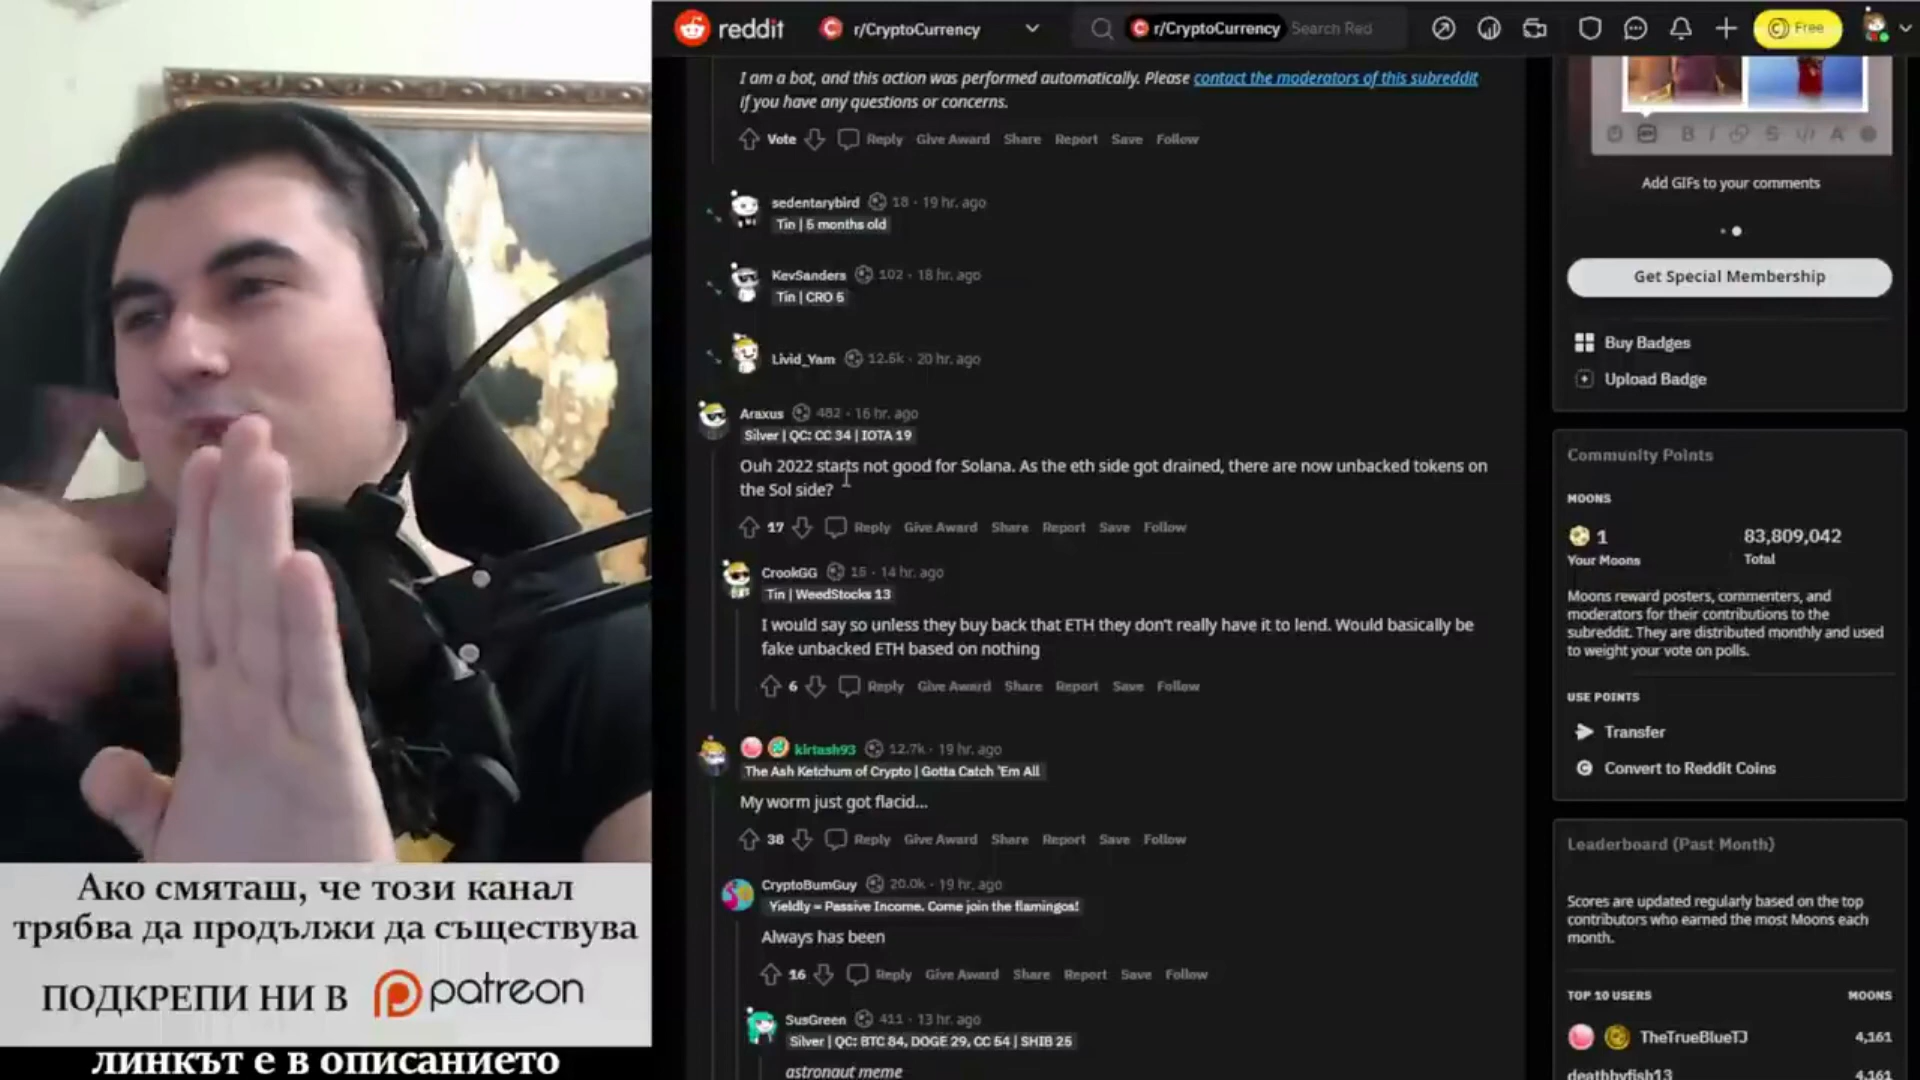 reddit
r/CryptoCurrency
r/CryptoCurrency Search Red
Free
I am a bot, and this action was performed automatically. Please contact the moderators of this subreddit
if you have any questions or concerns.
Vote Reply Give Award Share Report Save Follow
sedentarybird 18 · 19 hr. ago
Tin | 5 months old
KevSanders 102 · 18 hr. ago
Tin | CRO 5
Livid_Yam 12.5k · 20 hr. ago
Araxus 482 · 16 hr. ago
Silver | QC: CC 34 | IOTA 19
Ouh 2022 starts not good for Solana. As the eth side got drained, there are now unbacked tokens on
the Sol side?
17 Reply Give Award Share Report Save Follow
CrookGG 15 · 14 hr. ago
Tin | WeedStocks 13
I would say so unless they buy back that ETH they don't really have it to lend. Would basically be
fake unbacked ETH based on nothing
6 Reply Give Award Share Report Save Follow
kirtash93 12.7k · 19 hr. ago
The Ash Ketchum of Crypto | Gotta Catch 'Em All
My worm just got flacid...
38 Reply Give Award Share Report Save Follow
CryptoBumGuy 20.0k · 19 hr. ago
Yieldly = Passive Income. Come join the flamingos!
Always has been
16 Reply Give Award Share Report Save Follow
SusGreen 411 · 13 hr. ago
Silver | QC: BTC 84, DOGE 29, CC 54 | SHIB 25
astronaut meme
Add GIFs to your comments
Get Special Membership
Buy Badges
Upload Badge
Community Points
MOONS
1 83,809,042
Your Moons Total
Moons reward posters, commenters, and
moderators for their contributions to the
subreddit. They are distributed monthly and used
to weight your vote on polls.
USE POINTS
Transfer
Convert to Reddit Coins
Leaderboard (Past Month)
Scores are updated regularly based on the top
contributors who earned the most Moons each
month.
TOP 10 USERS MOONS
TheTrueBlueTJ 4,161
deathbyfish13 4,161
Ако смяташ, че този канал
трябва да продължи да съществува
ПОДКРЕПИ НИ В patreon
ЛИНКЪТ Е В ОПИСАНИЕТО